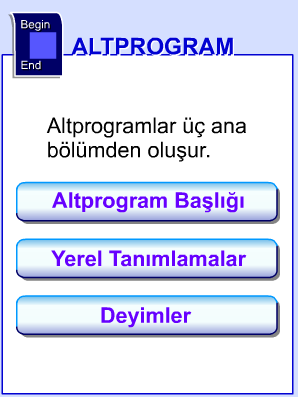 Begin
End
ALTPROGRAM
Altprogramlar üç ana
bölümden oluşur.
Altprogram Başlığı
Yerel Tanımlamalar
Deyimler